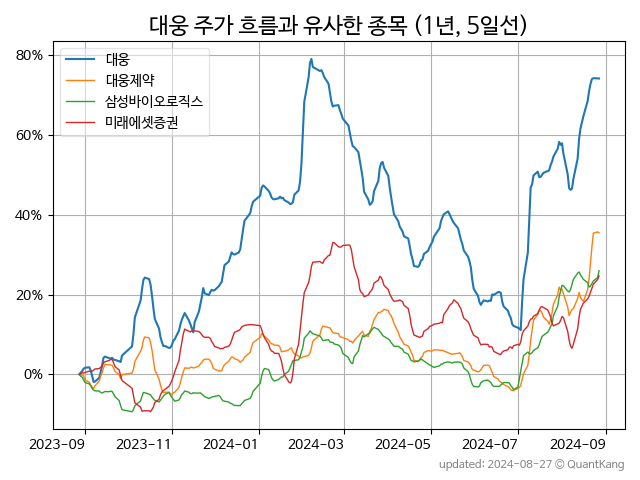 대웅 주가 흐름과 유사한 종목 (1년, 5일선)
대웅
대웅제약
삼성바이오로직스
미래에셋증권
80%
60%
40%
20%
0%
2023-09 2023-11 2024-01 2024-03 2024-05 2024-07 2024-09
updated: 2024-08-27 © QuantKang